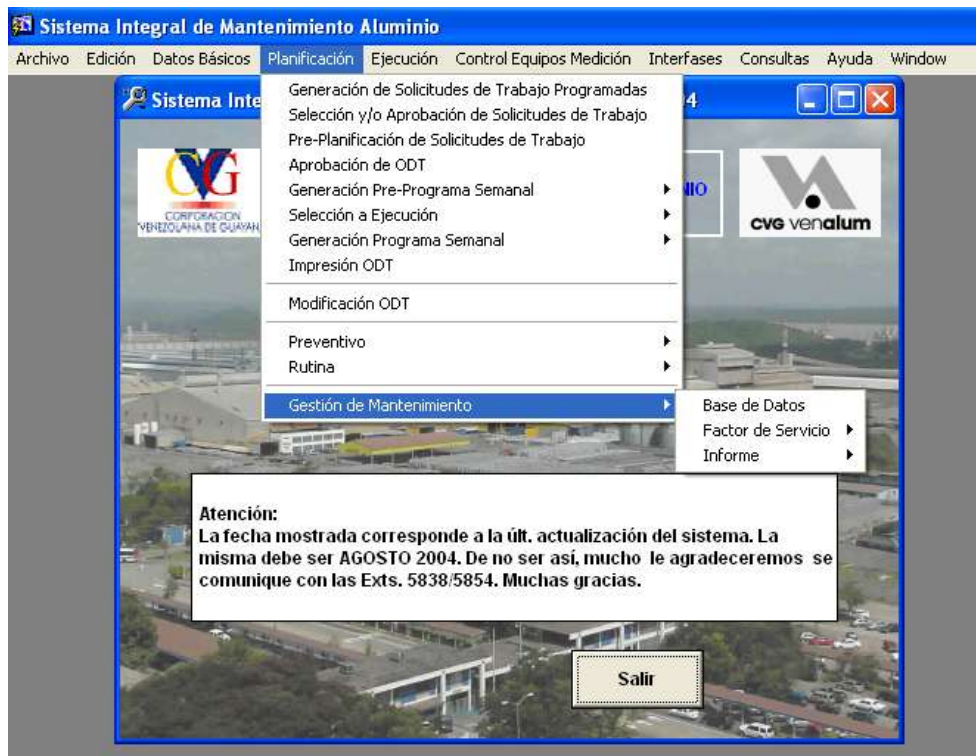 Sistema Integral de Mantenimiento Aluminio
Archivo Edición Datos Básicos Planificación Ejecución Control Equipos Medición Interfases Consultas Ayuda Window
Sistema Inte
04
CVG
CORPORACION
VENEZOLANA DE GUAYAN
NIO
cvg venalum
Generación de Solicitudes de Trabajo Programadas
Selección y/o Aprobación de Solicitudes de Trabajo
Pre-Planificación de Solicitudes de Trabajo
Aprobación de ODT
Generación Pre-Programa Semanal
Selección a Ejecución
Generación Programa Semanal
Impresión ODT
Modificación ODT
Preventivo
Rutina
Gestión de Mantenimiento
Base de Datos
Factor de Servicio
Informe
Atención:
La fecha mostrada corresponde a la últ. actualización del sistema. La
misma debe ser AGOSTO 2004. De no ser así, mucho le agradeceremos se
comunique con las Exts. 5838/5854. Muchas gracias.
Salir